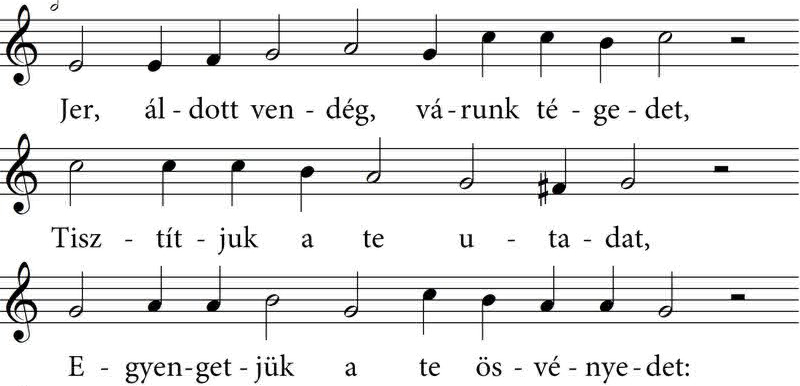 Jer, ál - dott ven - dég, vá - runk té - ge - det,
Tisz - tít - juk a te u - ta - dat,
E - gyen - get - jük a te ös - vé - nye - det: